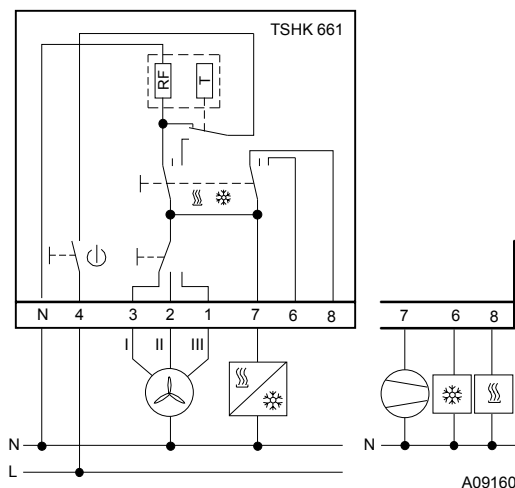 TSHK 661
RF
T
N 4 3 2 1 7 6 8
7 6 8
I II III
N
N
L
A09160